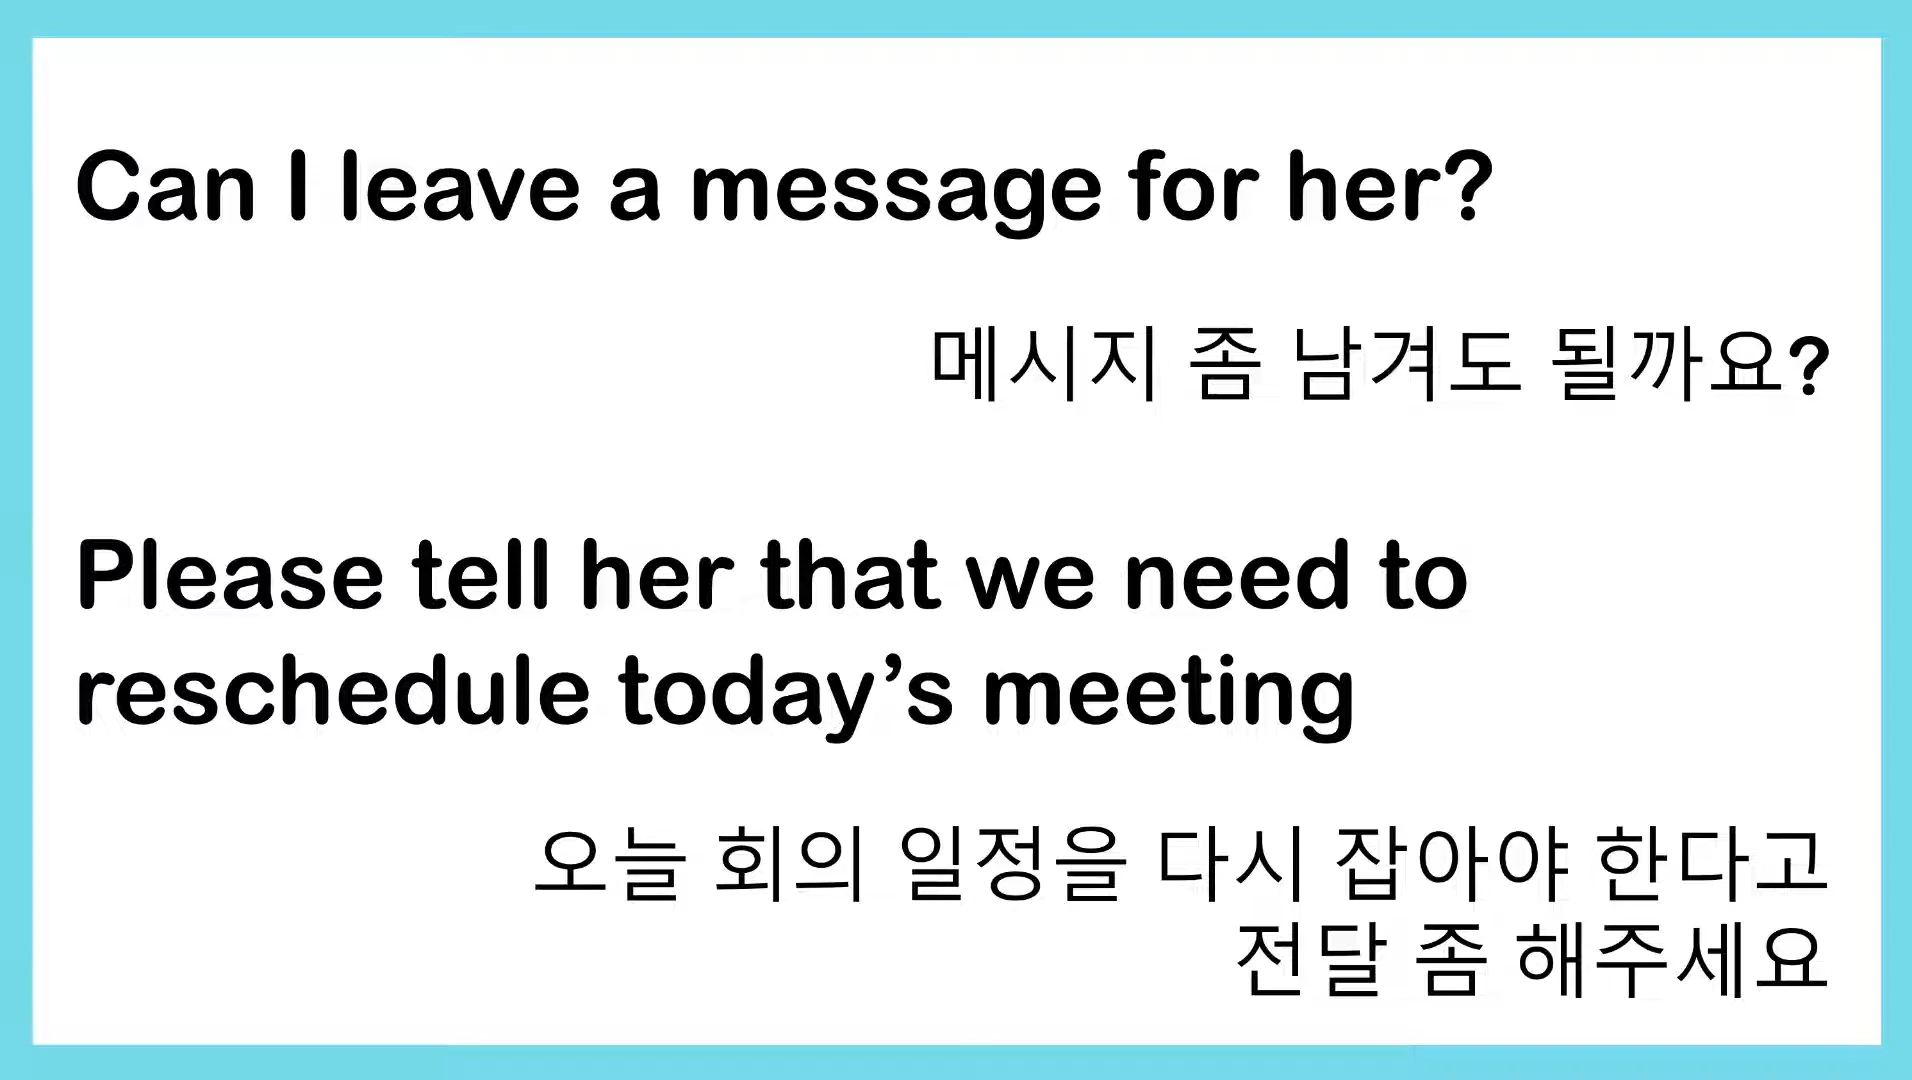 Can I leave a message for her?
메시지 좀 남겨도 될까요?
Please tell her that we need to
reschedule today’s meeting
오늘 회의 일정을 다시 잡아야 한다고
전달 좀 해주세요